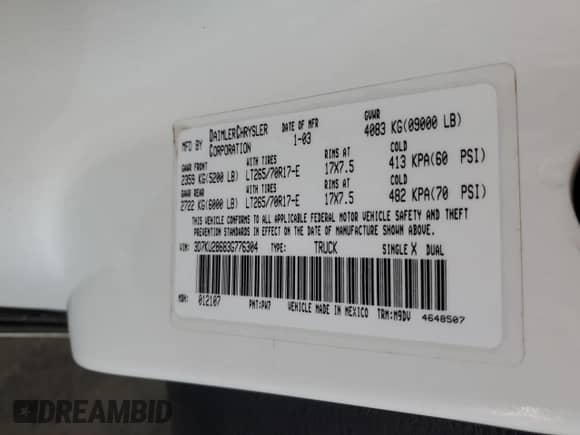 MFD BY DAIMLERCHRYSLER CORPORATION DATE OF MFR 1-03 GVWR 4083 KG(09000 LB)
GAWR FRONT WITH TIRES RIMS AT COLD
2359 KG(5200 LB) LT265/70R17-E 17X7.5 413 KPA(60 PSI)
GAWR REAR WITH TIRES RIMS AT COLD
2722 KG(6000 LB) LT265/70R17-E 17X7.5 482 KPA(70 PSI)
THIS VEHICLE CONFORMS TO ALL APPLICABLE FEDERAL MOTOR VEHICLE SAFETY AND THEFT
PREVENTION STANDARDS IN EFFECT ON THE DATE OF MANUFACTURE SHOWN ABOVE.
VIN: 3D7KU28683G776304 TYPE: TRUCK SINGLE X DUAL
MDH: 012107 PNT:PW7 VEHICLE MADE IN MEXICO TRM:M9DV 4648507
DREAMBID